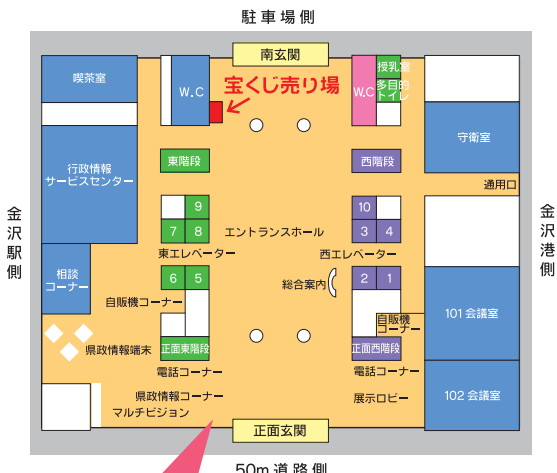 駐車場側
南玄関
喫茶室
W.C
宝くじ売り場
W.C
授乳室
多目的
トイレ
守衛室
行政情報
サービスセンター
東階段
西階段
通用口
9
7
8
エントランスホール
10
3
4
東エレベーター
西エレベーター
金沢駅側
金沢港側
相談
コーナー
6
5
総合案内
2
1
自販機コーナー
自販機
コーナー
101会議室
県政情報端末
正面東階段
正面西階段
電話コーナー
電話コーナー
県政情報コーナー
マルチビジョン
展示ロビー
102会議室
正面玄関
50m道路側